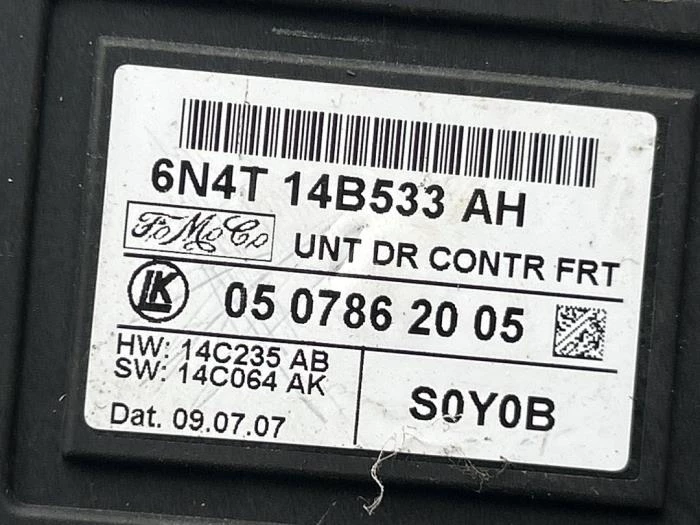 6N4T 14B533 AH
FoMoCo
UNT DR CONTR FRT
LK
05 0786 20 05
HW: 14C235 AB
SW: 14C064 AK
S0Y0B
Dat. 09.07.07